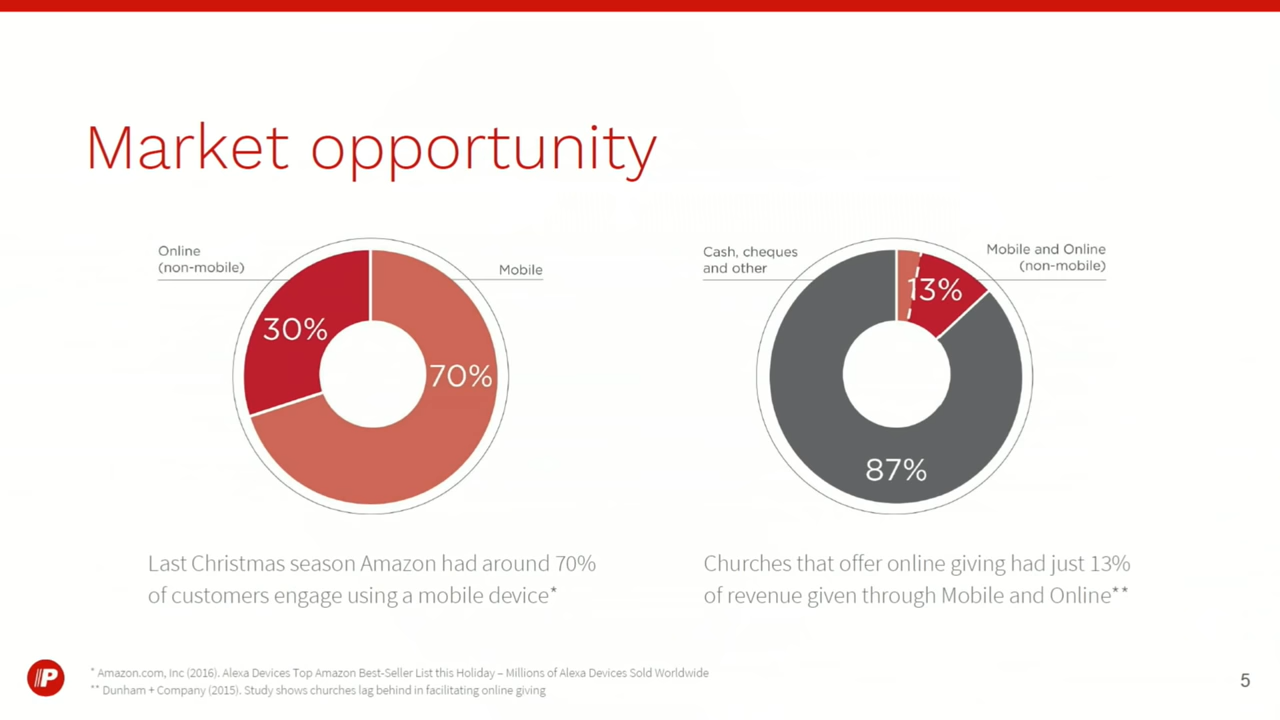 Market opportunity
Online
(non-mobile)
Mobile
30%
70%
Cash, cheques
and other
Mobile and Online
(non-mobile)
13%
87%
Last Christmas season Amazon had around 70%
of customers engage using a mobile device*
Churches that offer online giving had just 13%
of revenue given through Mobile and Online**
P
* Amazon.com, Inc (2016). Alexa Devices Top Amazon Best-Seller List this Holiday – Millions of Alexa Devices Sold Worldwide
** Dunham + Company (2015). Study shows churches lag behind in facilitating online giving
5